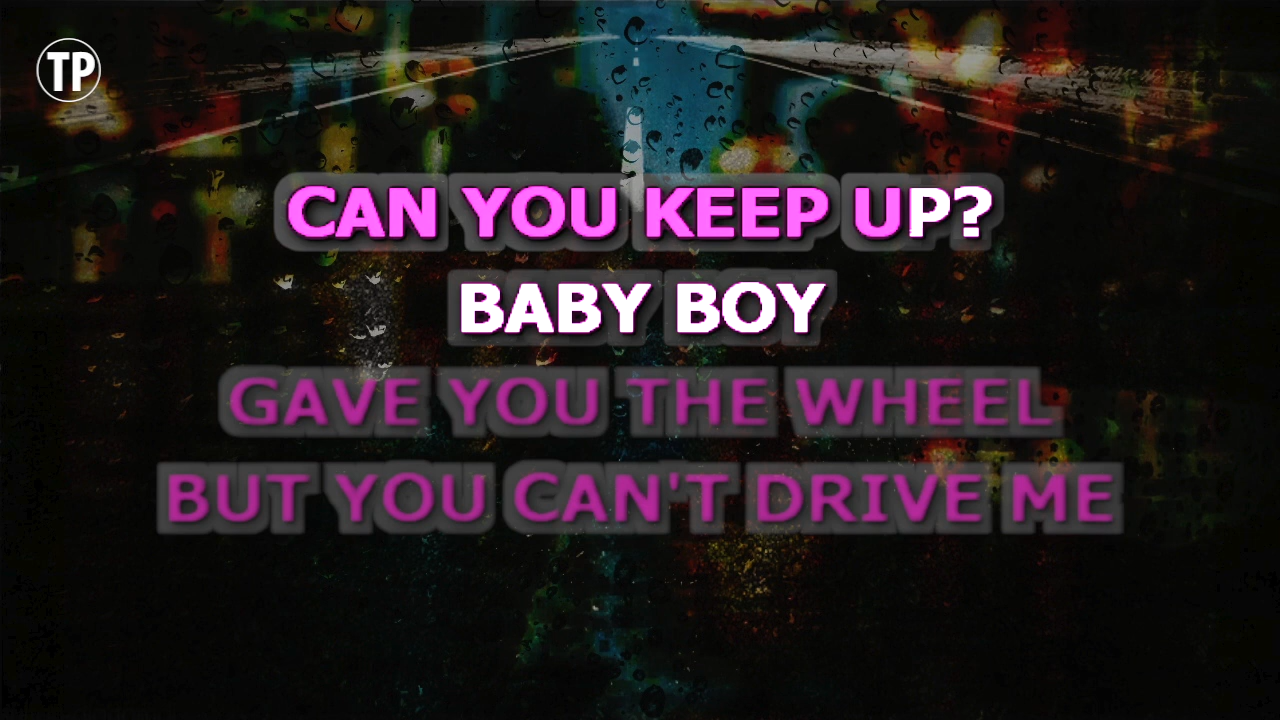 TP
CAN YOU KEEP UP?
BABY BOY
GAVE YOU THE WHEEL
BUT YOU CAN'T DRIVE ME